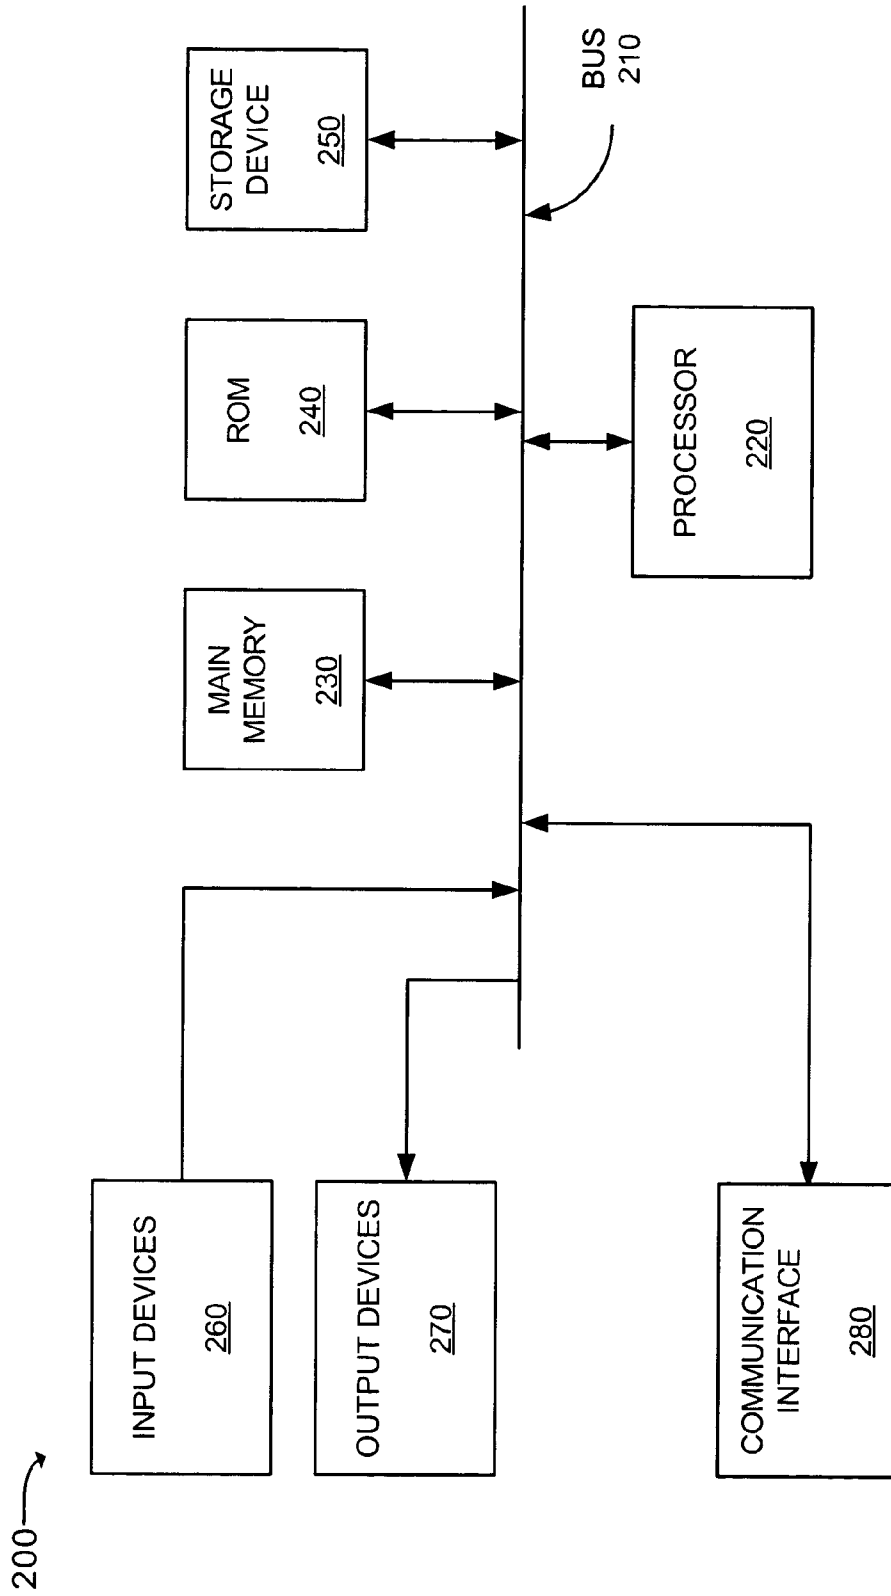 200
INPUT DEVICES
260
OUTPUT DEVICES
270
COMMUNICATION
INTERFACE
280
MAIN
MEMORY
230
ROM
240
STORAGE
DEVICE
250
PROCESSOR
220
BUS
210